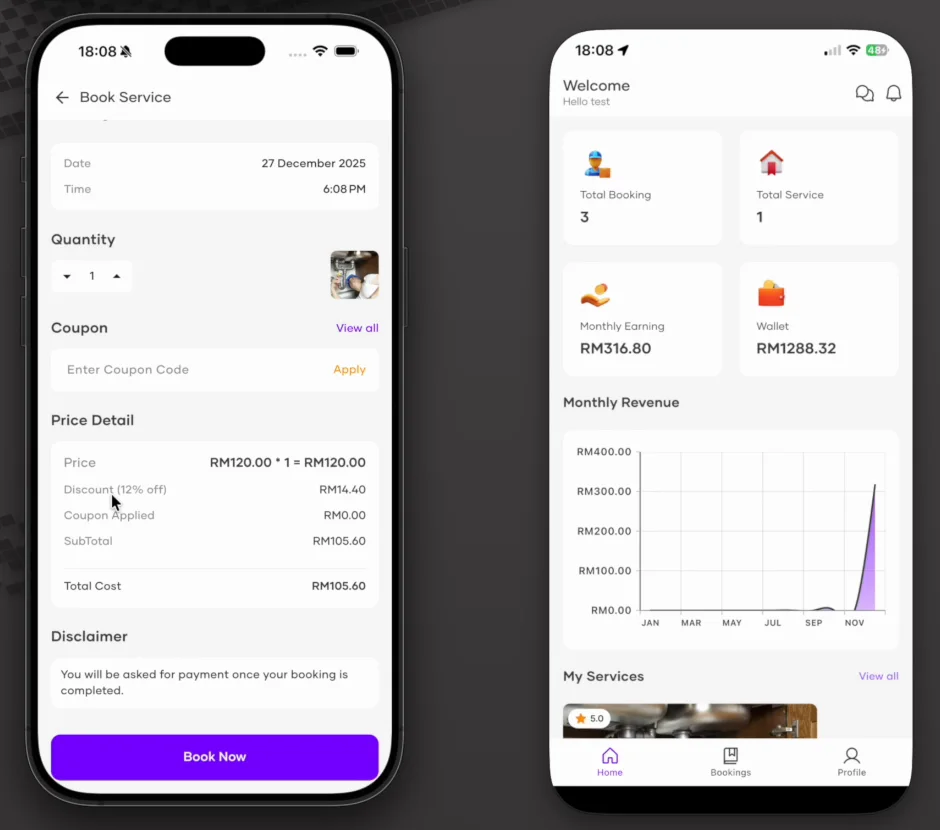 18:08
Book Service
Date 27 December 2025
Time 6:08 PM
Quantity
1
Coupon View all
Enter Coupon Code Apply
Price Detail
Price RM120.00 * 1 = RM120.00
Discount (12% off) RM14.40
Coupon Applied RM0.00
SubTotal RM105.60
Total Cost RM105.60
Disclaimer
You will be asked for payment once your booking is
completed.
Book Now
18:08 48
Welcome
Hello test
Total Booking
3
Total Service
1
Monthly Earning
RM316.80
Wallet
RM1288.32
Monthly Revenue
RM400.00
RM300.00
RM200.00
RM100.00
RM0.00
JAN MAR MAY JUL SEP NOV
My Services View all
5.0
Home Bookings Profile